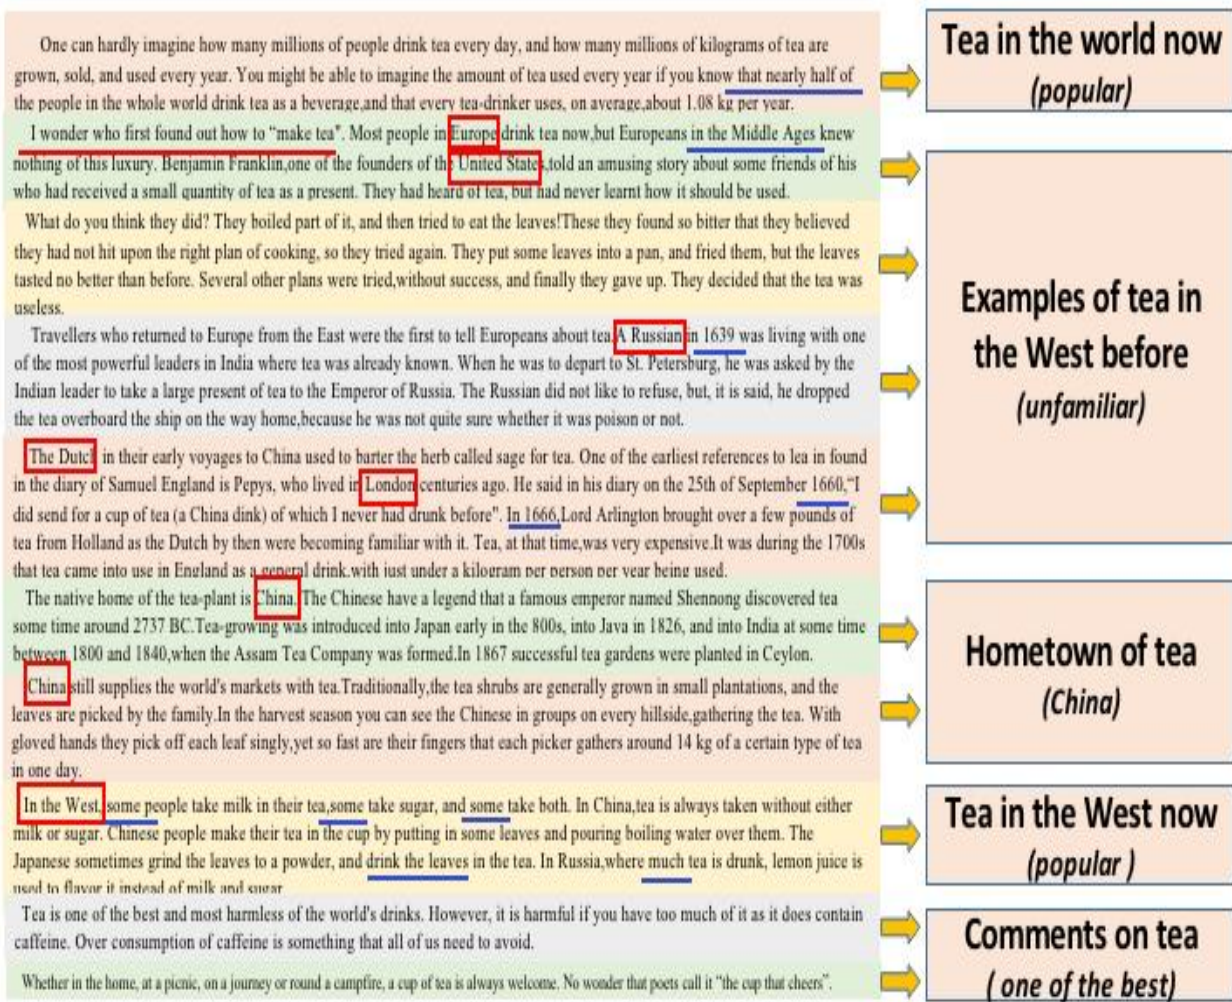 One can hardly imagine how many millions of people drink tea every day, and how many millions of kilograms of tea are
grown, sold, and used every year. You might be able to imagine the amount of tea used every year if you know that nearly half of
the people in the whole world drink tea as a beverage,and that every tea-drinker uses, on average,about 1.08 kg per year.
Tea in the world now
(popular)
I wonder who first found out how to “make tea”. Most people in Europe drink tea now,but Europeans in the Middle Ages knew
nothing of this luxury. Benjamin Franklin,one of the founders of the United States,told an amusing story about some friends of his
who had received a small quantity of tea as a present. They had heard of tea, but had never learnt how it should be used.
What do you think they did? They boiled part of it, and then tried to eat the leaves!These they found so bitter that they believed
they had not hit upon the right plan of cooking, so they tried again. They put some leaves into a pan, and fried them, but the leaves
tasted no better than before. Several other plans were tried,without success, and finally they gave up. They decided that the tea was
useless.
Travellers who returned to Europe from the East were the first to tell Europeans about tea.A Russian in 1639 was living with one
of the most powerful leaders in India where tea was already known. When he was to depart to St. Petersburg, he was asked by the
Indian leader to take a large present of tea to the Emperor of Russia. The Russian did not like to refuse, but, it is said, he dropped
the tea overboard the ship on the way home,because he was not quite sure whether it was poison or not.
The Dutch in their early voyages to China used to barter the herb called sage for tea. One of the earliest references to lea in found
in the diary of Samuel England is Pepys, who lived in London centuries ago. He said in his diary on the 25th of September 1660,“I
did send for a cup of tea (a China dink) of which I never had drunk before". In 1666,Lord Arlington brought over a few pounds of
tea from Holland as the Dutch by then were becoming familiar with it. Tea, at that time,was very expensive.It was during the 1700s
that tea came into use in England as a general drink,with just under a kilogram per person per year being used.
Examples of tea in
the West before
(unfamiliar)
The native home of the tea-plant is China. The Chinese have a legend that a famous emperor named Shennong discovered tea
some time around 2737 BC.Tea-growing was introduced into Japan early in the 800s, into Java in 1826, and into India at some time
between 1800 and 1840,when the Assam Tea Company was formed.In 1867 successful tea gardens were planted in Ceylon.
China still supplies the world's markets with tea.Traditionally,the tea shrubs are generally grown in small plantations, and the
leaves are picked by the family.In the harvest season you can see the Chinese in groups on every hillside,gathering the tea. With
gloved hands they pick off each leaf singly,yet so fast are their fingers that each picker gathers around 14 kg of a certain type of tea
in one day.
Hometown of tea
(China)
In the West, some people take milk in their tea,some take sugar, and some take both. In China,tea is always taken without either
milk or sugar. Chinese people make their tea in the cup by putting in some leaves and pouring boiling water over them. The
Japanese sometimes grind the leaves to a powder, and drink the leaves in the tea. In Russia,where much tea is drunk, lemon juice is
used to flavor it instead of milk and sugar
Tea in the West now
(popular )
Tea is one of the best and most harmless of the world's drinks. However, it is harmful if you have too much of it as it does contain
caffeine. Over consumption of caffeine is something that all of us need to avoid.
Whether in the home, at a picnic, on a journey or round a campfire, a cup of tea is always welcome. No wonder that poets call it “the cup that cheers”.
Comments on tea
( one of the best)